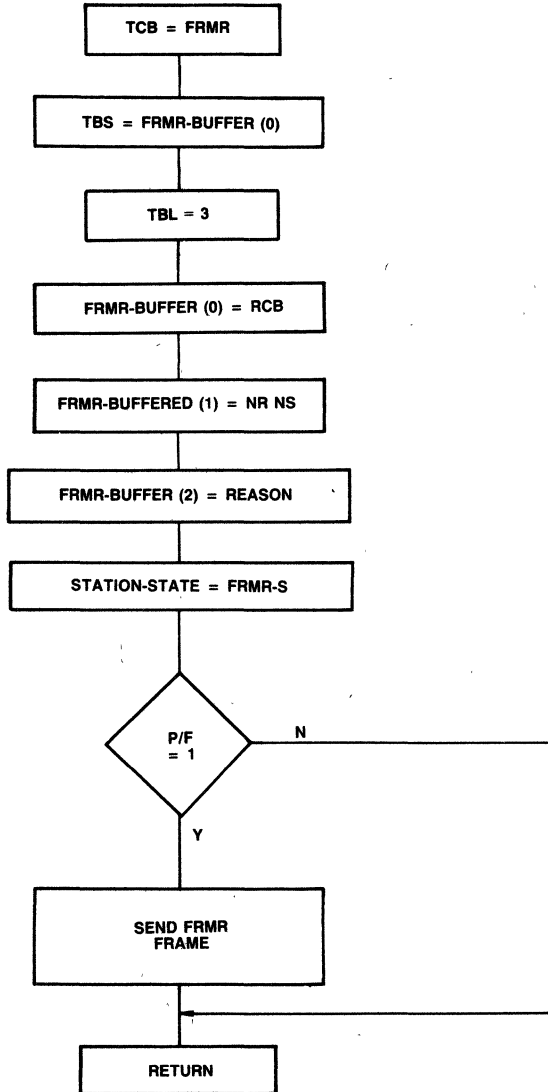 TCB = FRMR
TBS = FRMR-BUFFER (0)
TBL = 3
FRMR-BUFFER (0) = RCB
FRMR-BUFFERED (1) = NR NS
FRMR-BUFFER (2) = REASON
STATION-STATE = FRMR-S
P/F
= 1
N
Y
SEND FRMR
FRAME
RETURN